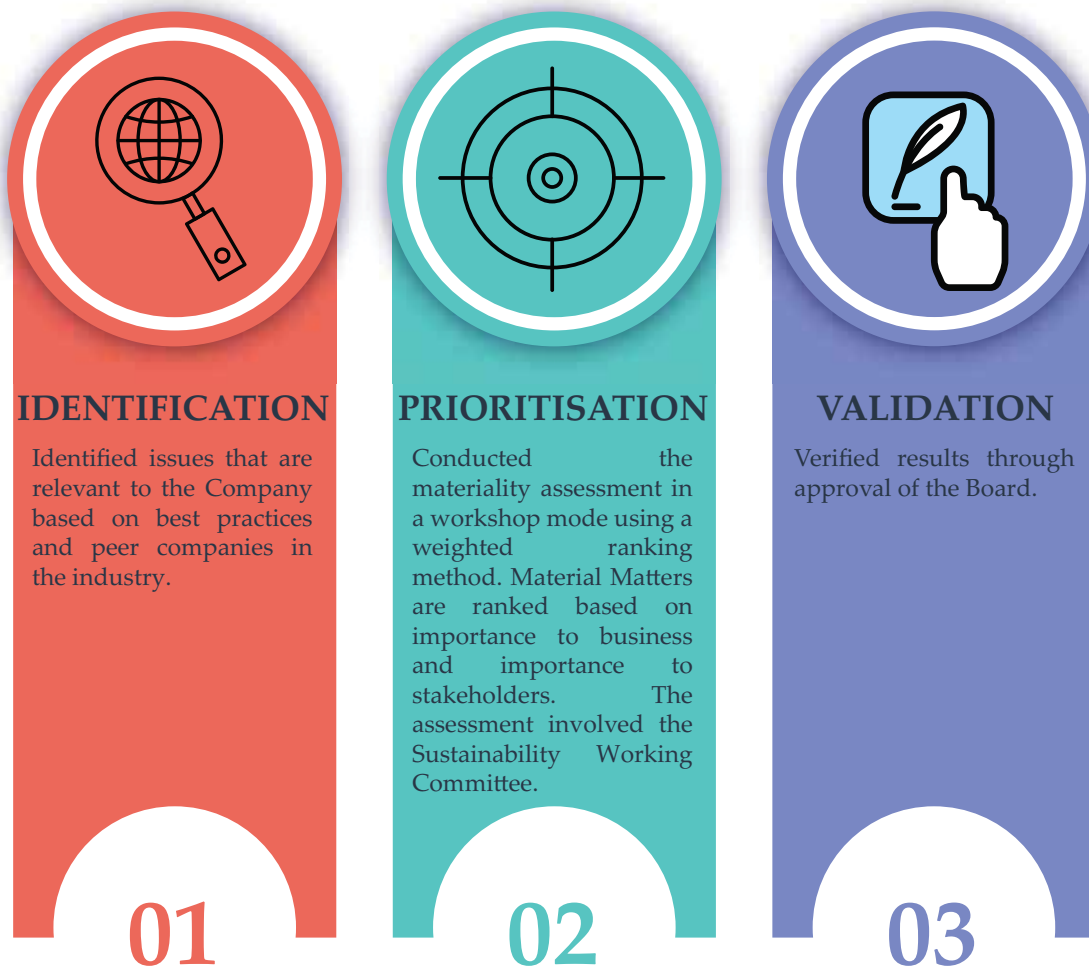 IDENTIFICATION
Identified issues that are
relevant to the Company
based on best practices
and peer companies in
the industry.
01
PRIORITISATION
Conducted the
materiality assessment in
a workshop mode using a
weighted ranking
method. Material Matters
are ranked based on
importance to business
and importance to
stakeholders. The
assessment involved the
Sustainability Working
Committee.
02
VALIDATION
Verified results through
approval of the Board.
03